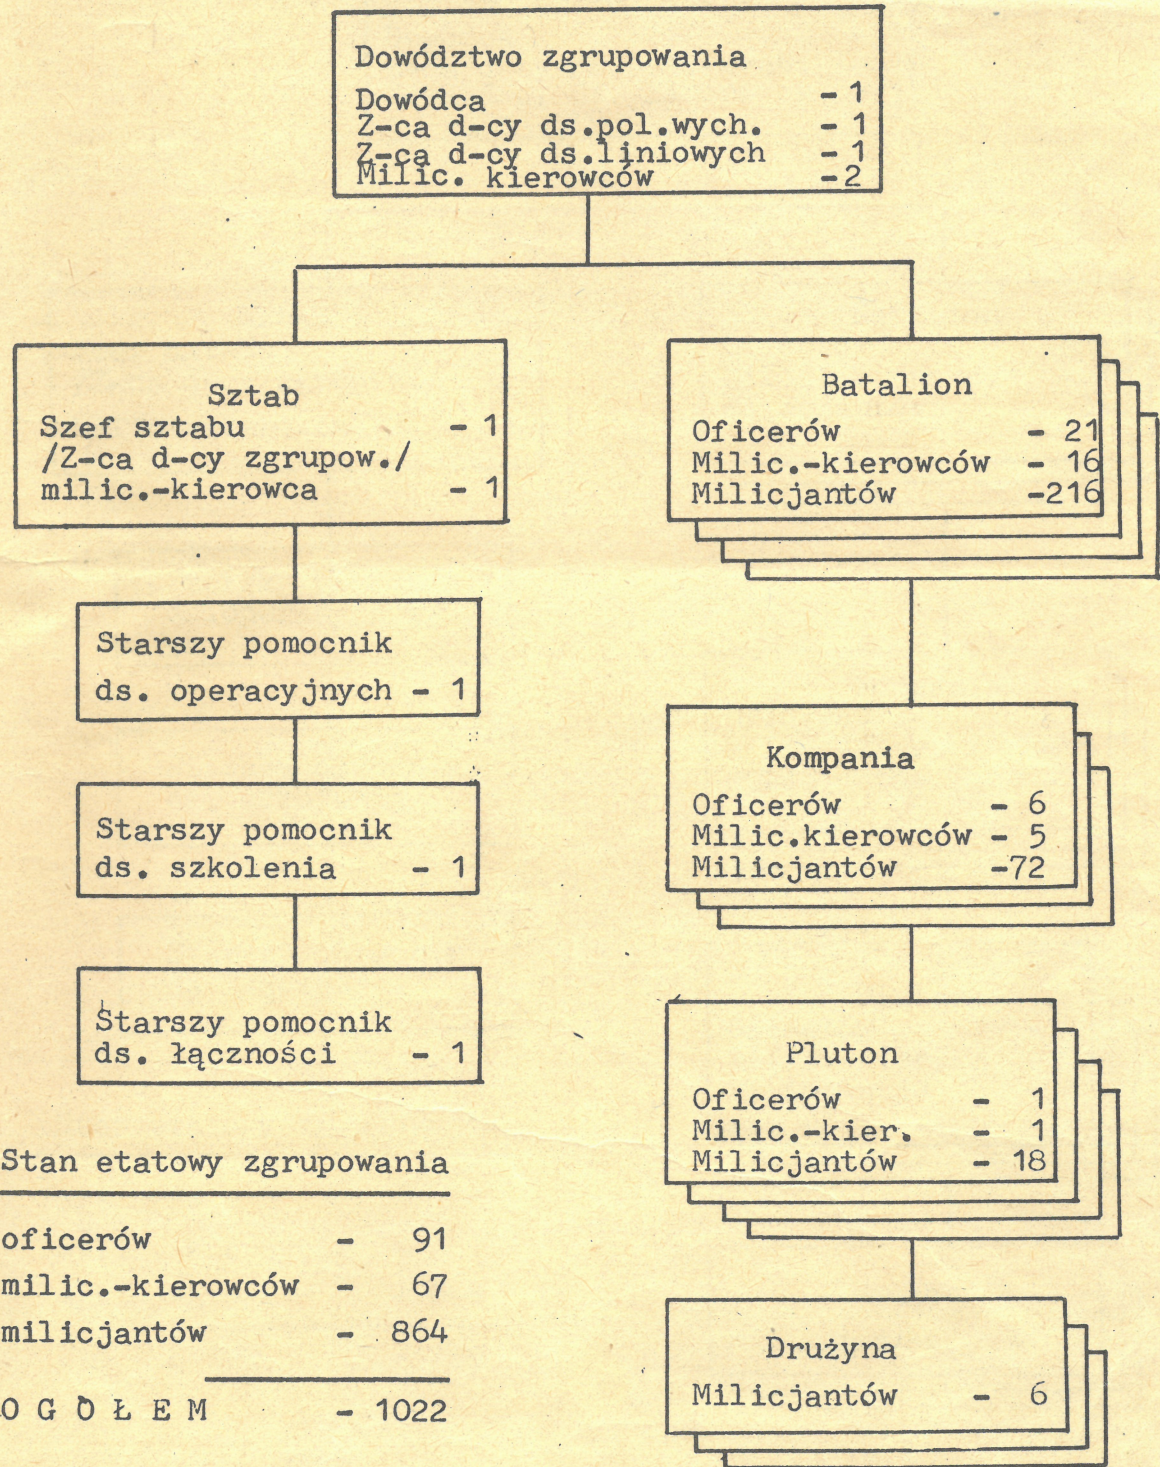 Dowództwo zgrupowania
Dowódca - 1
Z-ca d-cy ds.pol.wych. - 1
Z-ca d-cy ds.liniowych - 1
Milic. kierowców -2
Sztab
Szef sztabu - 1
/Z-ca d-cy zgrupow./
milic.-kierowca - 1
Starszy pomocnik
ds. operacyjnych - 1
Starszy pomocnik
ds. szkolenia - 1
Starszy pomocnik
ds. łączności - 1
Batalion
Oficerów - 21
Milic.-kierowców - 16
Milicjantów -216
Kompania
Oficerów - 6
Milic.kierowców - 5
Milicjantów -72
Pluton
Oficerów - 1
Milic.-kier. - 1
Milicjantów - 18
Drużyna
Milicjantów - 6
Stan etatowy zgrupowania
oficerów - 91
milic.-kierowców - 67
milicjantów - 864
O G Ó Ł E M - 1022